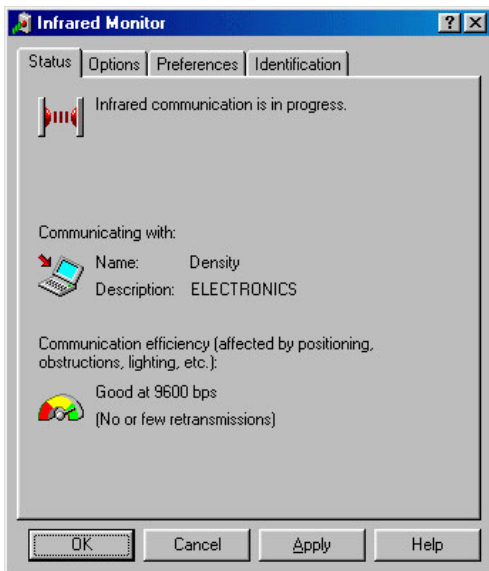 Infrared Monitor
Status Options Preferences Identification
Infrared communication is in progress.
Communicating with:
Name: Density
Description: ELECTRONICS
Communication efficiency (affected by positioning,
obstructions, lighting, etc.):
Good at 9600 bps
(No or few retransmissions)
OK Cancel Apply Help